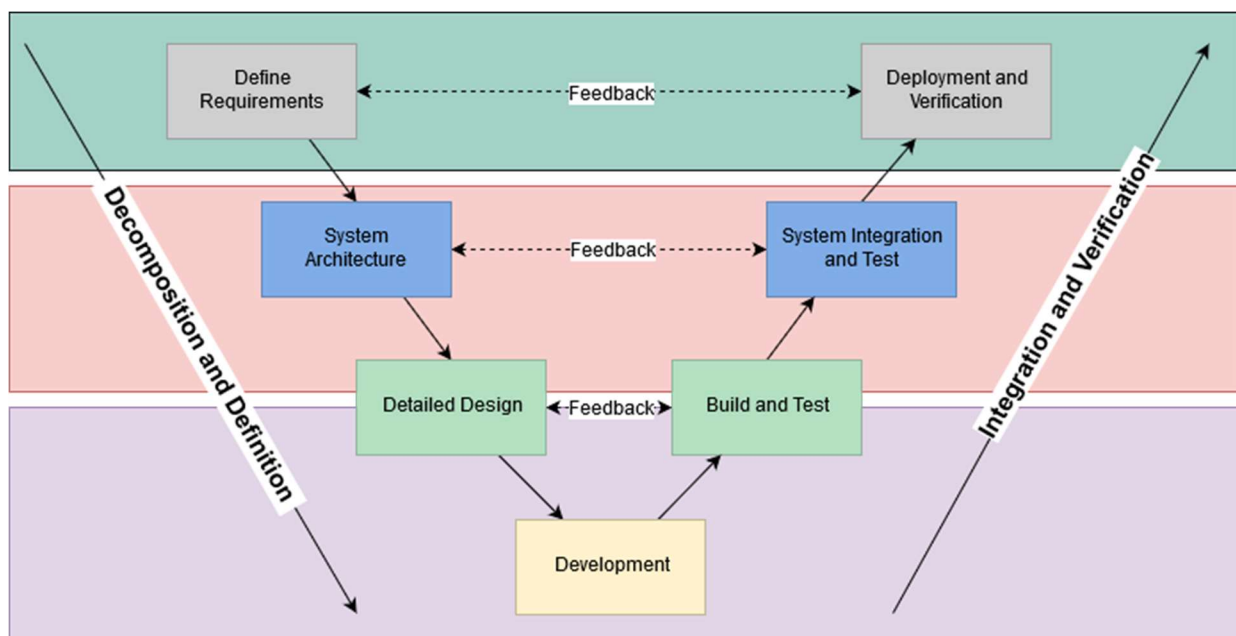 Define
Requirements
Feedback
Deployment and
Verification
Decomposition and Definition
Integration and Verification
System
Architecture
Feedback
System Integration
and Test
Detailed Design
Feedback
Build and Test
Development